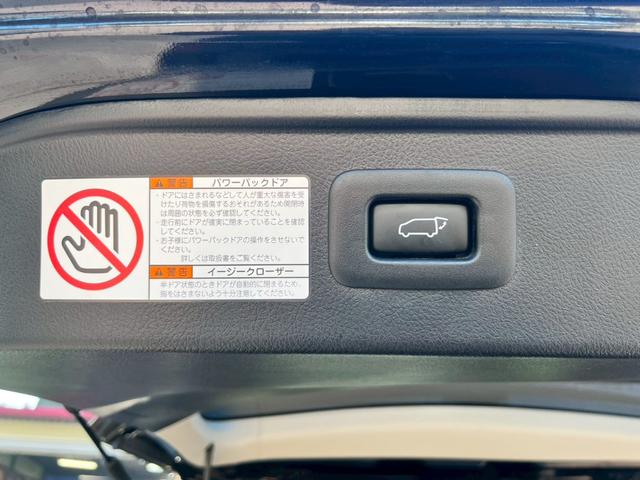 警告 パワーバックドア
・ドアにはさまれるなどして人が重大な傷害を受
けたり荷物を損傷するおそれがあるため開閉時
は周囲の状態を必ず確認してください。
・走行前にドアが確実に閉まっていることを確認
してください。
・お子様にパワーバックドアの操作をさせないで
ください。
詳しくは取扱書をご覧ください。
警告 イージークローザー
半ドア状態のときドアが自動的に閉まるため、
指をはさまないよう十分注意してください。